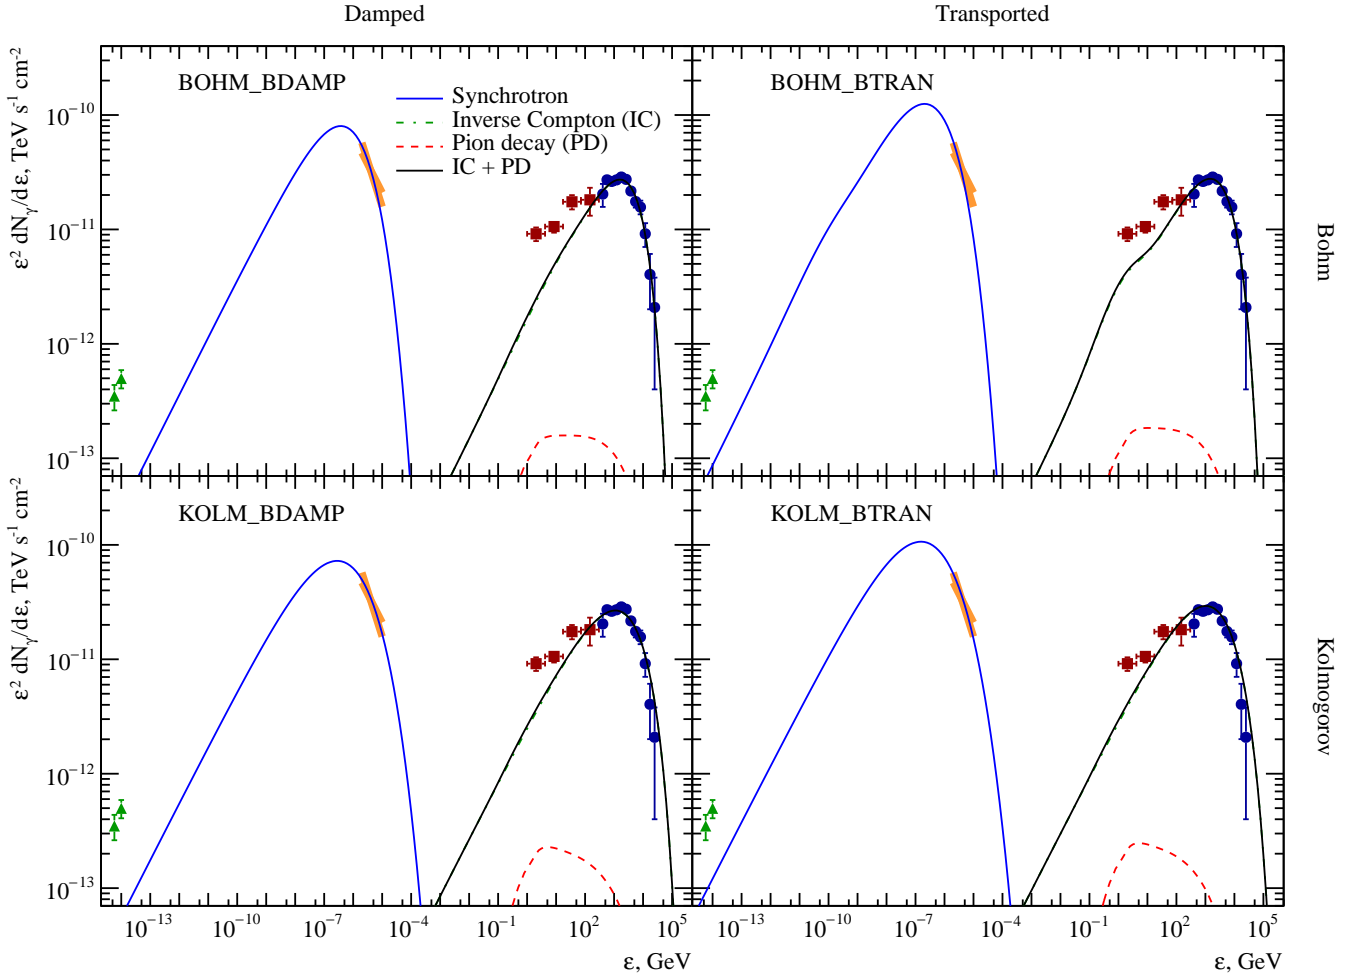 Damped Transported
BOHM_BDAMP
Synchrotron
Inverse Compton (IC)
Pion decay (PD)
IC + PD
BOHM_BTRAN
ε² dNγ/dε, TeV s⁻¹ cm⁻²
10⁻¹⁰
10⁻¹¹
10⁻¹²
10⁻¹³
Bohm
KOLM_BDAMP
KOLM_BTRAN
ε² dNγ/dε, TeV s⁻¹ cm⁻²
10⁻¹⁰
10⁻¹¹
10⁻¹²
10⁻¹³
Kolmogorov
10⁻¹³ 10⁻¹⁰ 10⁻⁷ 10⁻⁴ 10⁻¹ 10² 10⁵
10⁻¹³ 10⁻¹⁰ 10⁻⁷ 10⁻⁴ 10⁻¹ 10² 10⁵
ε, GeV
ε, GeV